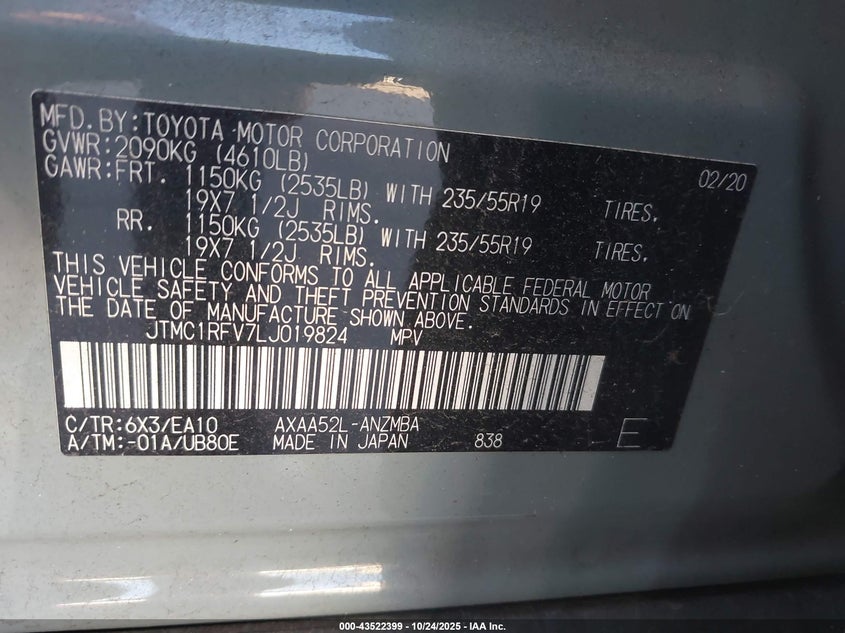 MFD.BY:TOYOTA MOTOR CORPORATION 02/20
GVWR:2090KG (4610LB)
GAWR:FRT. 1150KG (2535LB) WITH 235/55R19 TIRES.
19X7 1/2J RIMS.
RR. 1150KG (2535LB) WITH 235/55R19 TIRES.
19X7 1/2J RIMS.
THIS VEHICLE CONFORMS TO ALL APPLICABLE FEDERAL MOTOR
VEHICLE SAFETY AND THEFT PREVENTION STANDARDS IN EFFECT ON
THE DATE OF MANUFACTURE SHOWN ABOVE.
JTMC1RFV7LJ019824 MPV
C/TR:6X3/EA10 AXAA52L-ANZMBA
A/TM:-01A/UB80E MADE IN JAPAN 838 E
000-43522399 - 10/24/2025 - IAA Inc.